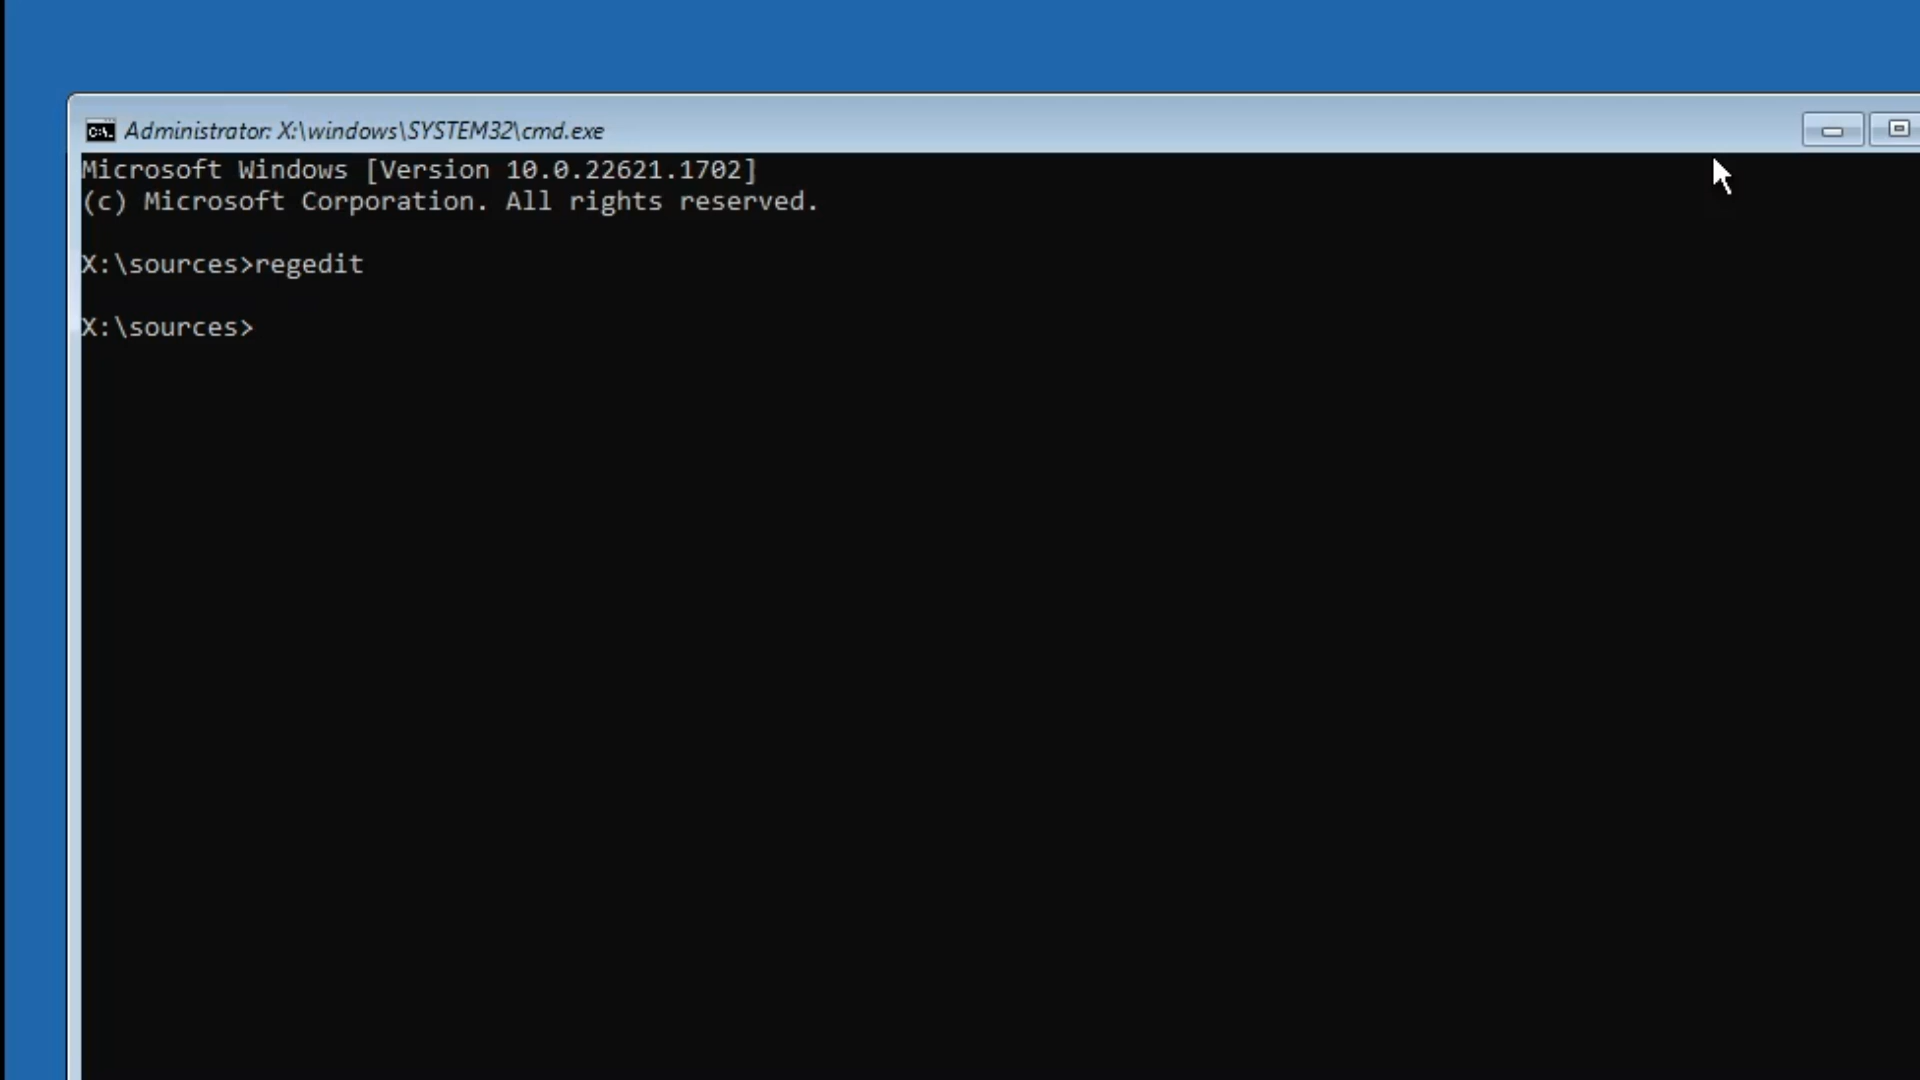 Administrator: X:\windows\SYSTEM32\cmd.exe
Microsoft Windows [Version 10.0.22621.1702]
(c) Microsoft Corporation. All rights reserved.
X:\sources>regedit
X:\sources>